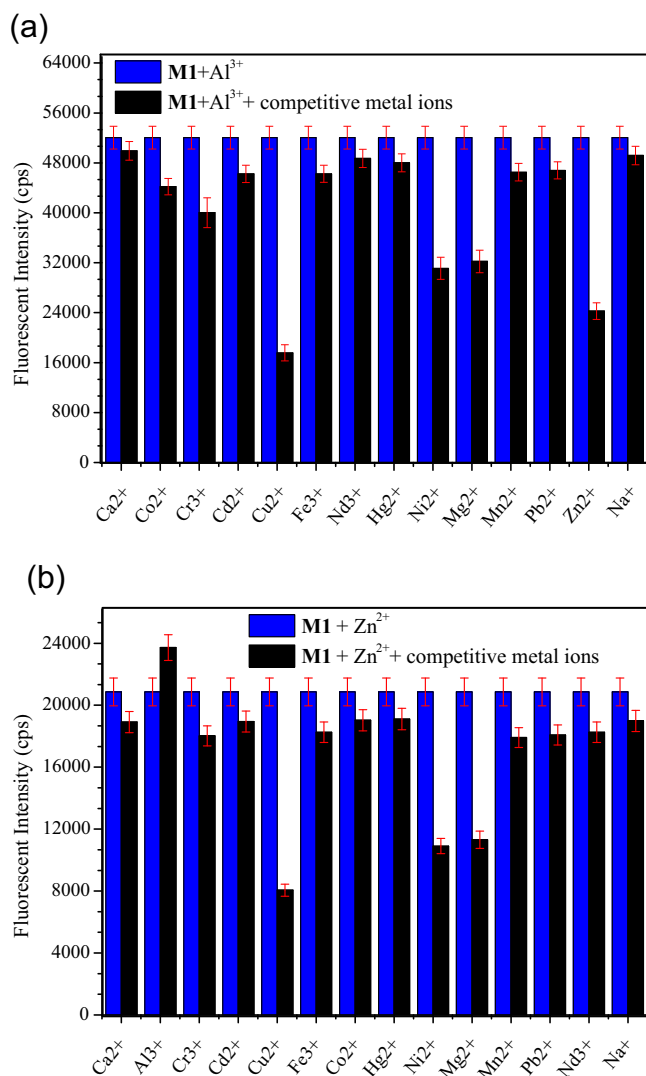 (a)
64000
56000
48000
40000
32000
24000
16000
8000
0
Fluorescent Intensity (cps)
M1+Al³⁺
M1+Al³⁺+ competitive metal ions
Ca2+ Co2+ Cr3+ Cd2+ Cu2+ Fe3+ Nd3+ Hg2+ Ni2+ Mg2+ Mn2+ Pb2+ Zn2+ Na+
(b)
24000
20000
16000
12000
8000
4000
0
Fluorescent Intensity (cps)
M1 + Zn²⁺
M1 + Zn²⁺+ competitive metal ions
Ca2+ Al3+ Cr3+ Cd2+ Cu2+ Fe3+ Co2+ Hg2+ Ni2+ Mg2+ Mn2+ Pb2+ Nd3+ Na+